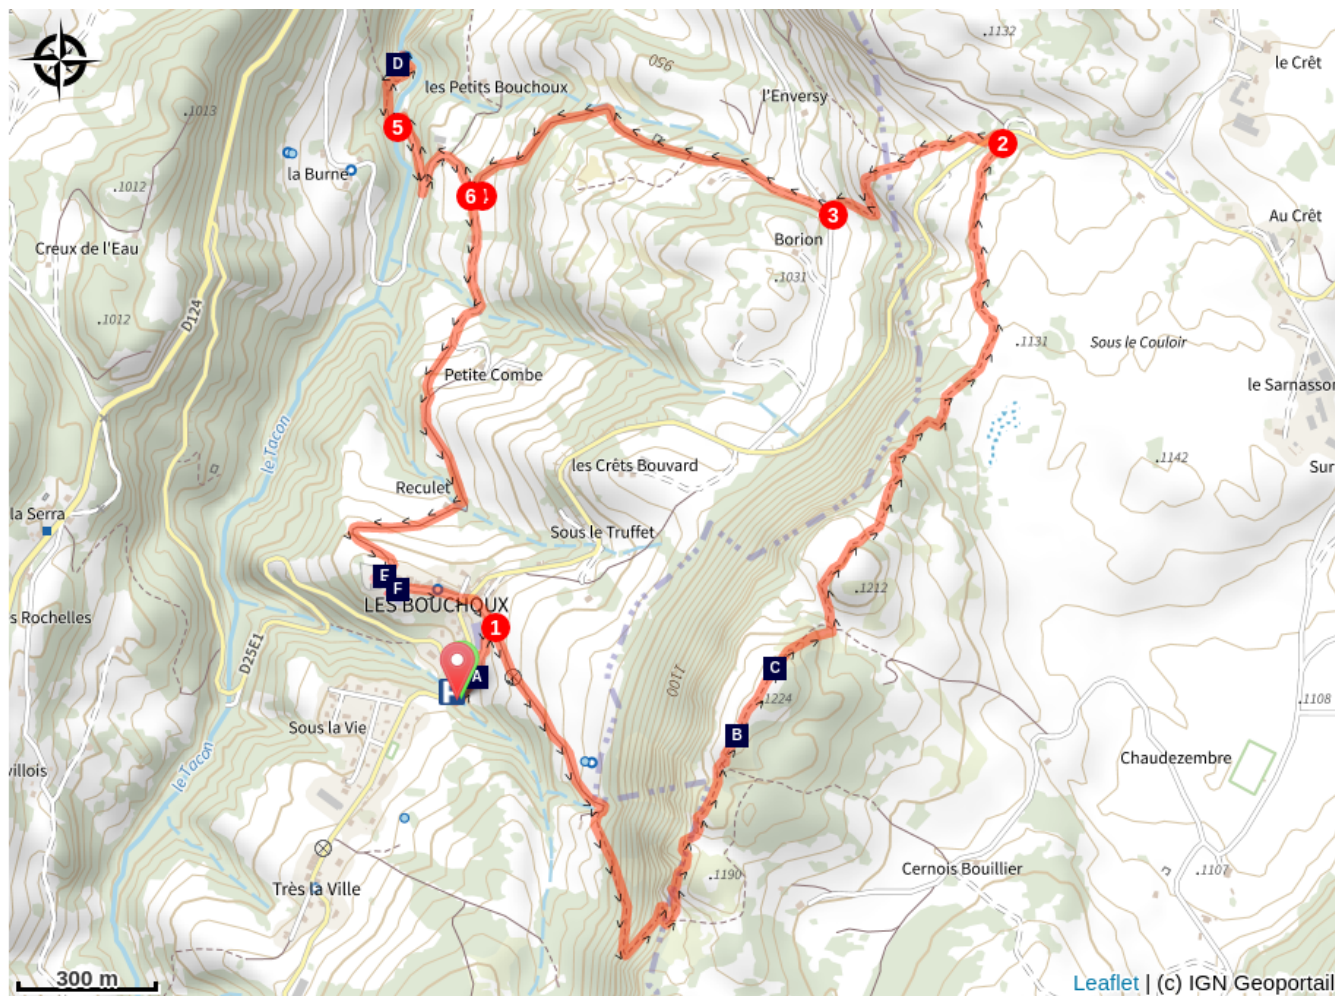 1132
le Crêt
D
950
les Petits Bouchoux
l'Enversy
1013
5
2
la Burne
1012
6
3
Au Crêt
Creux de l'Eau
Borion
1031
D124
1012
1131
Sous le Couloir
Petite Combe
le Sarnasso
le Tacon
les Crêts Bouvard
1142
Sur
Reculet
la Serra
Sous le Truffet
E
F
1212
LES BOUCHOUX
s Rochelles
1
D25E1
C
A
1100
1224
1108
Sous la Vie
B
le Tacon
villois
Chaudezembre
Cernois Bouillier
1107
1190
Très la Ville
300 m
Leaflet | (c) IGN Geoportail